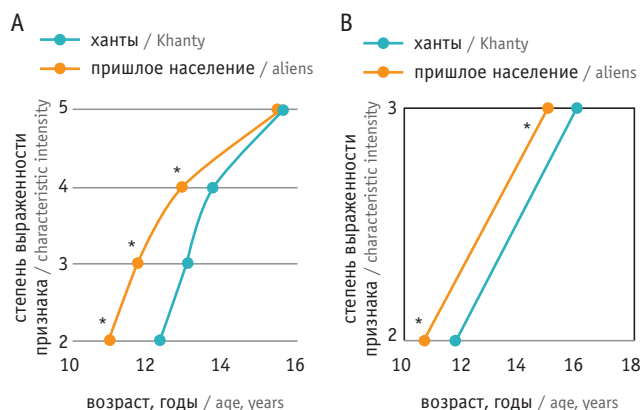 A
ханты / Khanty
пришлое население / aliens
степень выраженности
признака / characteristic intensity
5
*
4
*
3
*
2
10 12 14 16
возраст, годы / age, years
B
ханты / Khanty
пришлое население / aliens
степень выраженности
признака / characteristic intensity
3
*
*
2
10 12 14 16 18
возраст, годы / age, years